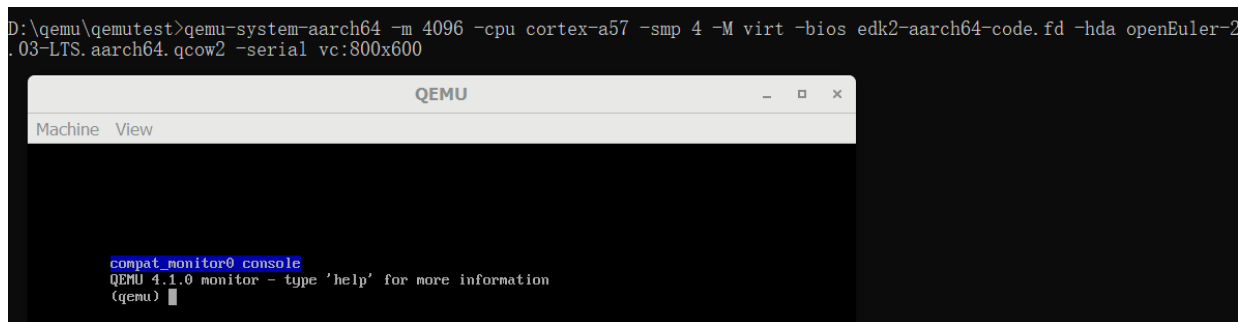 D:\qemu\qemutest>qemu-system-aarch64 -m 4096 -cpu cortex-a57 -smp 4 -M virt -bios edk2-aarch64-code.fd -hda openEuler-2
.03-LTS.aarch64.qcow2 -serial vc:800x600
QEMU
Machine View
compat_monitor0 console
QEMU 4.1.0 monitor - type 'help' for more information
(qemu)